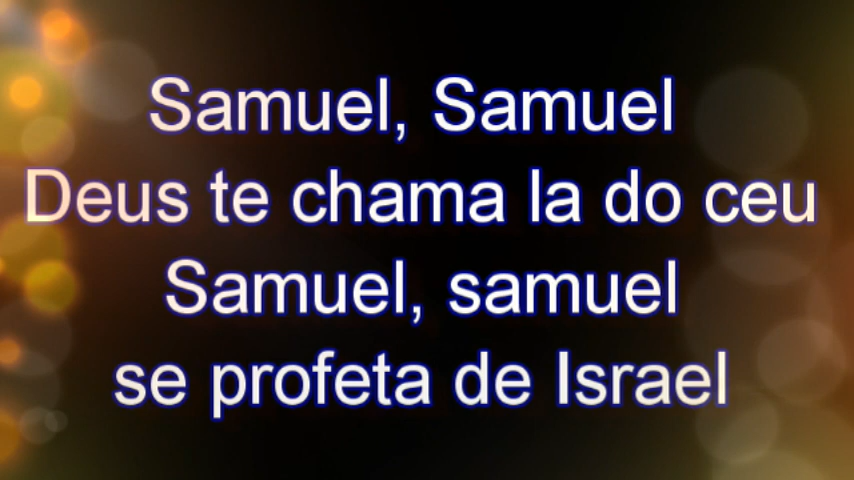 Samuel, Samuel
Deus te chama la do ceu
Samuel, samuel
se profeta de Israel